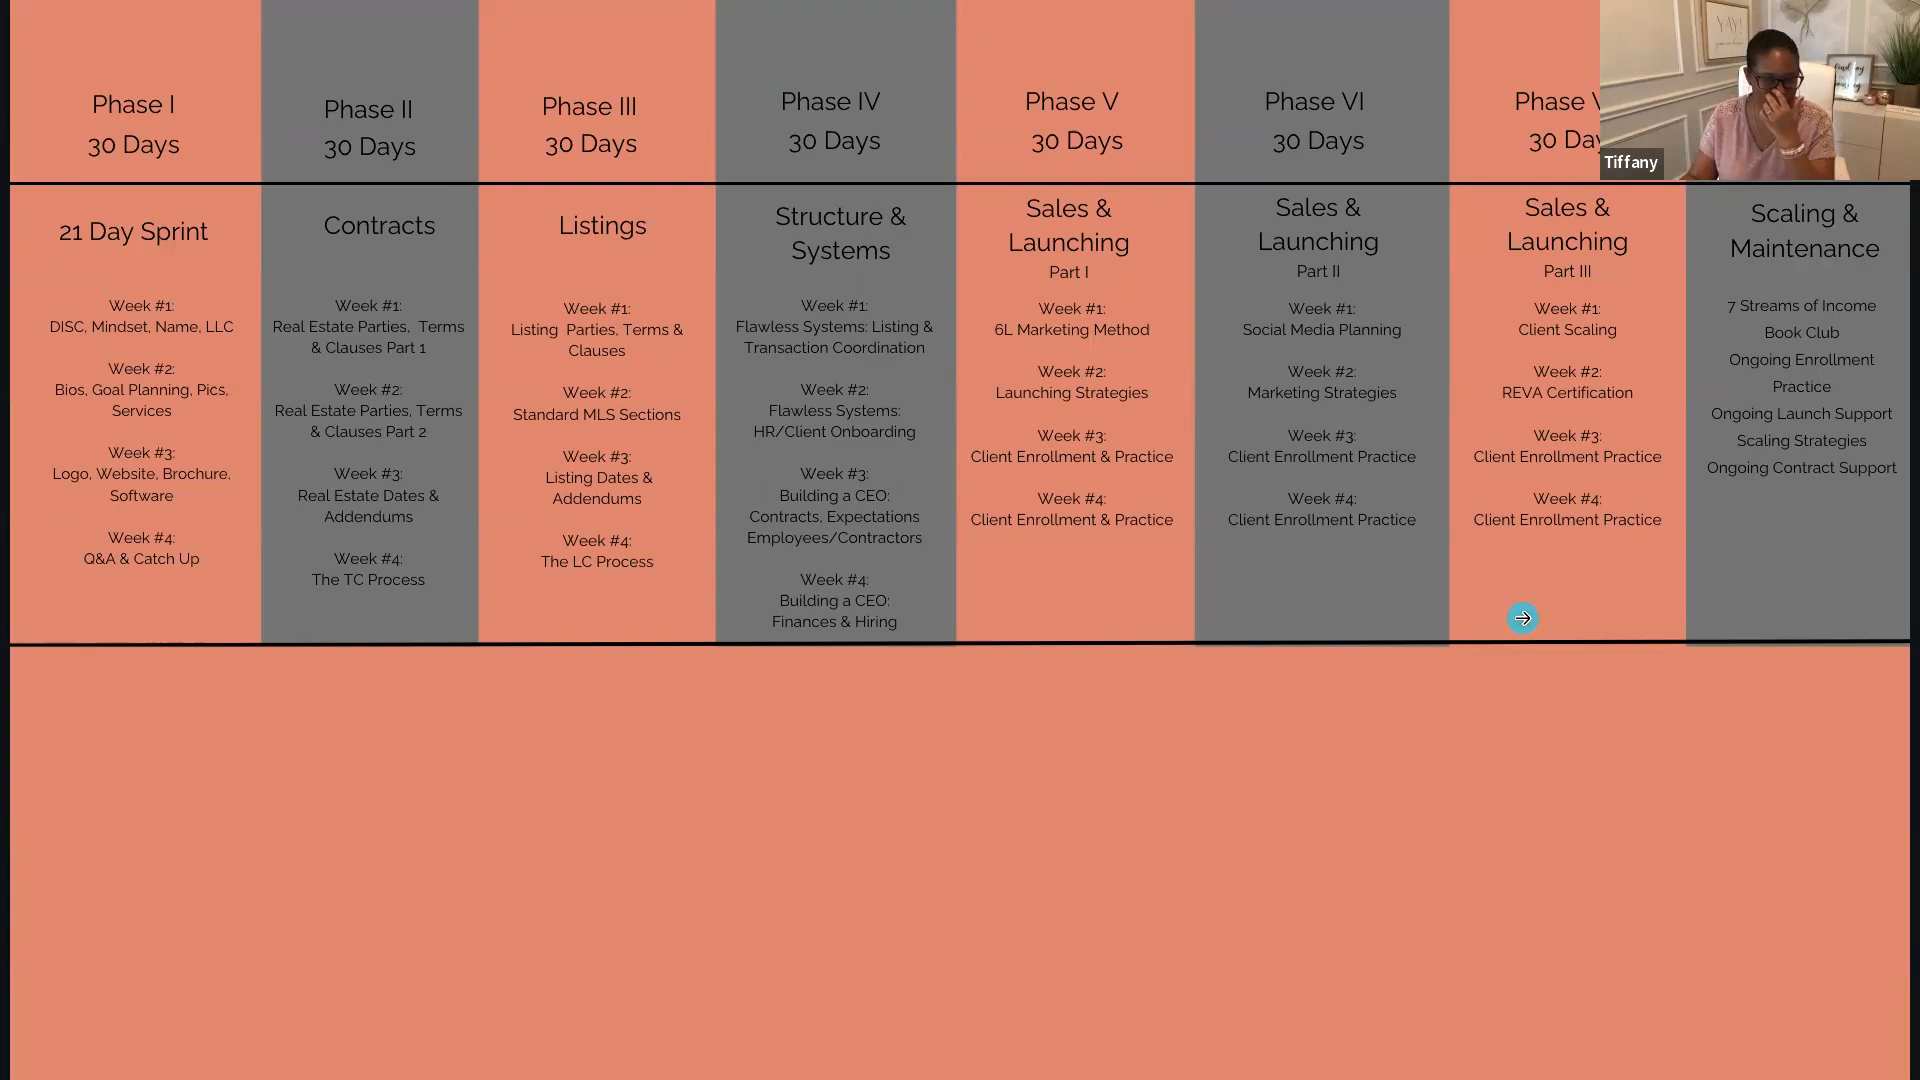 Phase I
30 Days
21 Day Sprint
Week #1:
DISC, Mindset, Name, LLC
Week #2:
Bios, Goal Planning, Pics,
Services
Week #3:
Logo, Website, Brochure,
Software
Week #4:
Q&A & Catch Up
Phase II
30 Days
Contracts
Week #1:
Real Estate Parties, Terms
& Clauses Part 1
Week #2:
Real Estate Parties, Terms
& Clauses Part 2
Week #3:
Real Estate Dates &
Addendums
Week #4:
The TC Process
Phase III
30 Days
Listings
Week #1:
Listing Parties, Terms &
Clauses
Week #2:
Standard MLS Sections
Week #3:
Listing Dates &
Addendums
Week #4:
The LC Process
Phase IV
30 Days
Structure &
Systems
Week #1:
Flawless Systems: Listing &
Transaction Coordination
Week #2:
Flawless Systems:
HR/Client Onboarding
Week #3:
Building a CEO:
Contracts, Expectations
Employees/Contractors
Week #4:
Building a CEO:
Finances & Hiring
Phase V
30 Days
Sales &
Launching
Part I
Week #1:
6L Marketing Method
Week #2:
Launching Strategies
Week #3:
Client Enrollment & Practice
Week #4:
Client Enrollment & Practice
Phase VI
30 Days
Sales &
Launching
Part II
Week #1:
Social Media Planning
Week #2:
Marketing Strategies
Week #3:
Client Enrollment Practice
Week #4:
Client Enrollment Practice
Phase
30
Sales &
Launching
Part III
Week #1:
Client Scaling
Week #2:
REVA Certification
Week #3:
Client Enrollment Practice
Week #4:
Client Enrollment Practice
YAY!
Tiffany
Scaling &
Maintenance
7 Streams of Income
Book Club
Ongoing Enrollment
Practice
Ongoing Launch Support
Scaling Strategies
Ongoing Contract Support